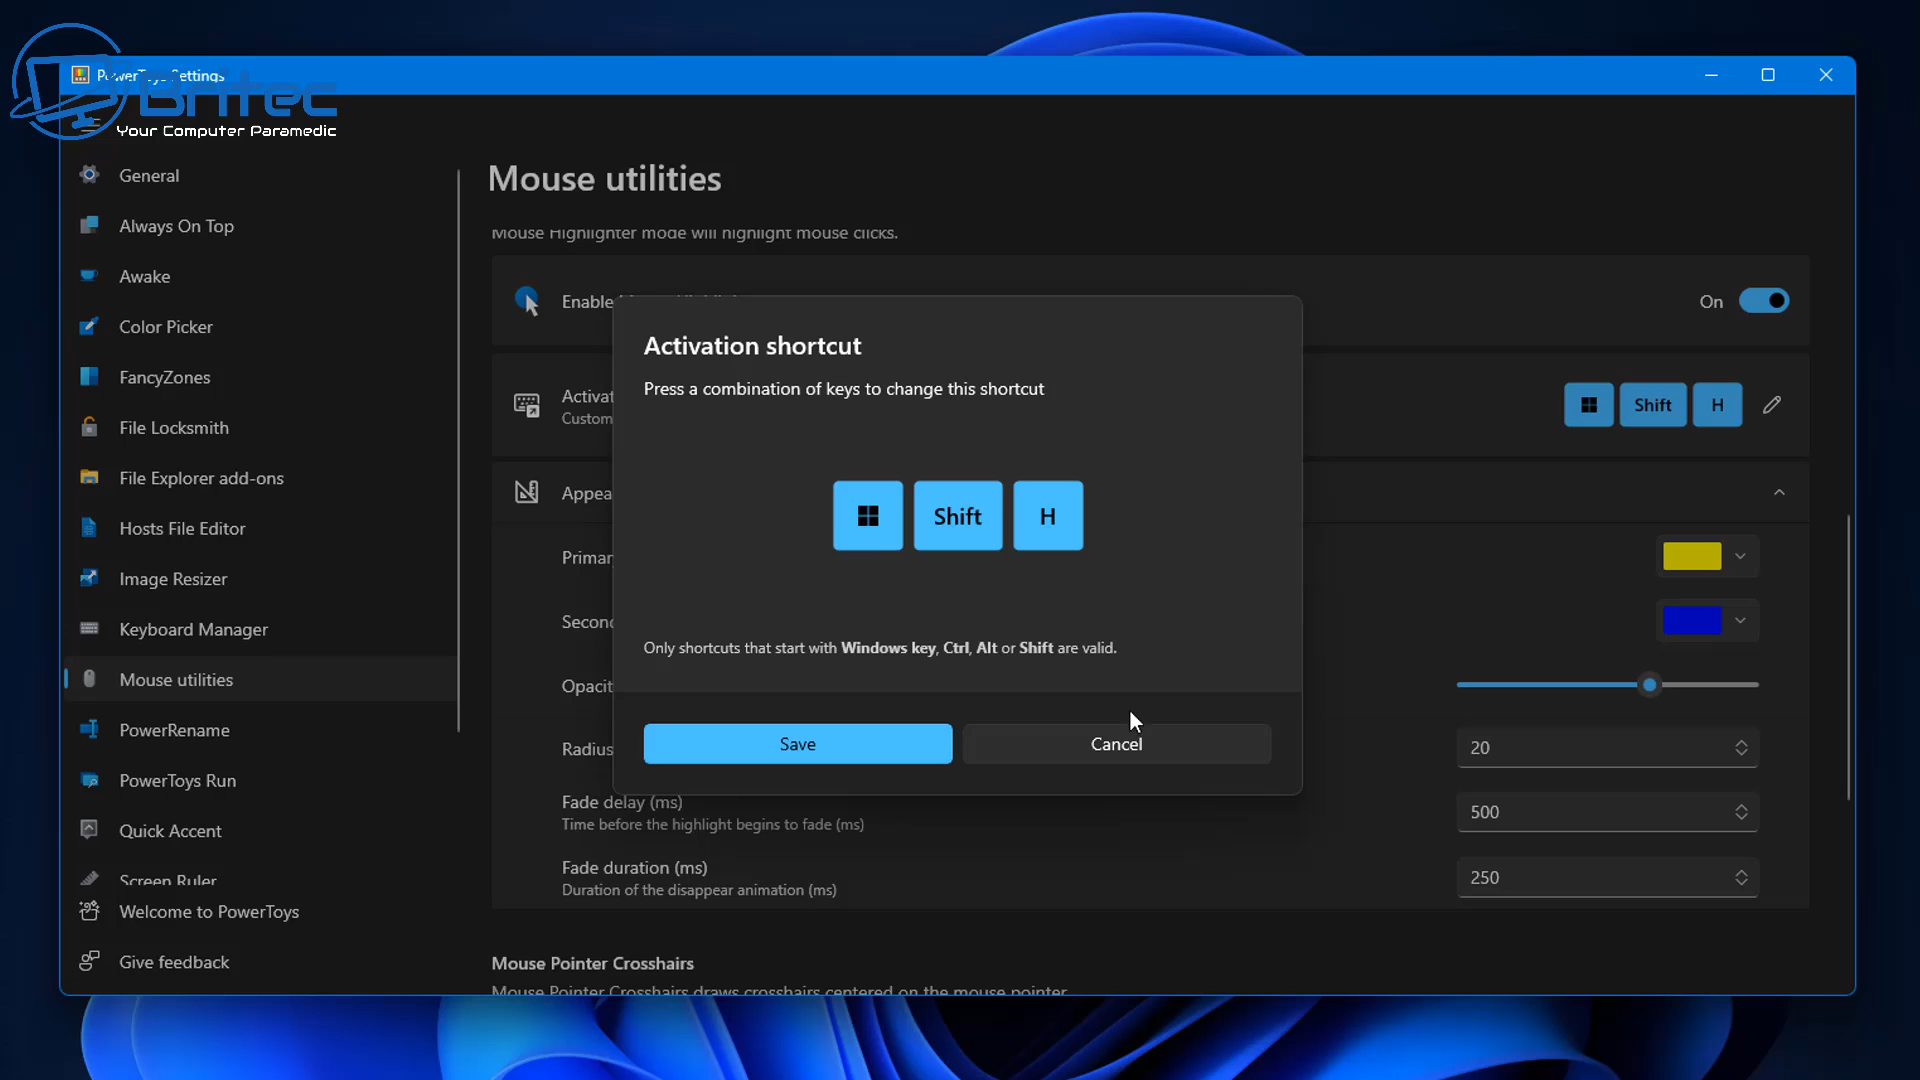 PowerToys Settings
Britec
Your Computer Paramedic
General
Always On Top
Awake
Color Picker
FancyZones
File Locksmith
File Explorer add-ons
Hosts File Editor
Image Resizer
Keyboard Manager
Mouse utilities
PowerRename
PowerToys Run
Quick Accent
Screen Ruler
Welcome to PowerToys
Give feedback
Mouse utilities
Mouse Highlighter mode will highlight mouse clicks.
Enable
On
Activat
Custom
Shift
H
Appea
Primar
Second
Opacit
Radius
20
Fade delay (ms)
Time before the highlight begins to fade (ms)
500
Fade duration (ms)
Duration of the disappear animation (ms)
250
Mouse Pointer Crosshairs
Mouse Pointer Crosshairs draws crosshairs centered on the mouse pointer.
Activation shortcut
Press a combination of keys to change this shortcut
Shift
H
Only shortcuts that start with Windows key, Ctrl, Alt or Shift are valid.
Save
Cancel